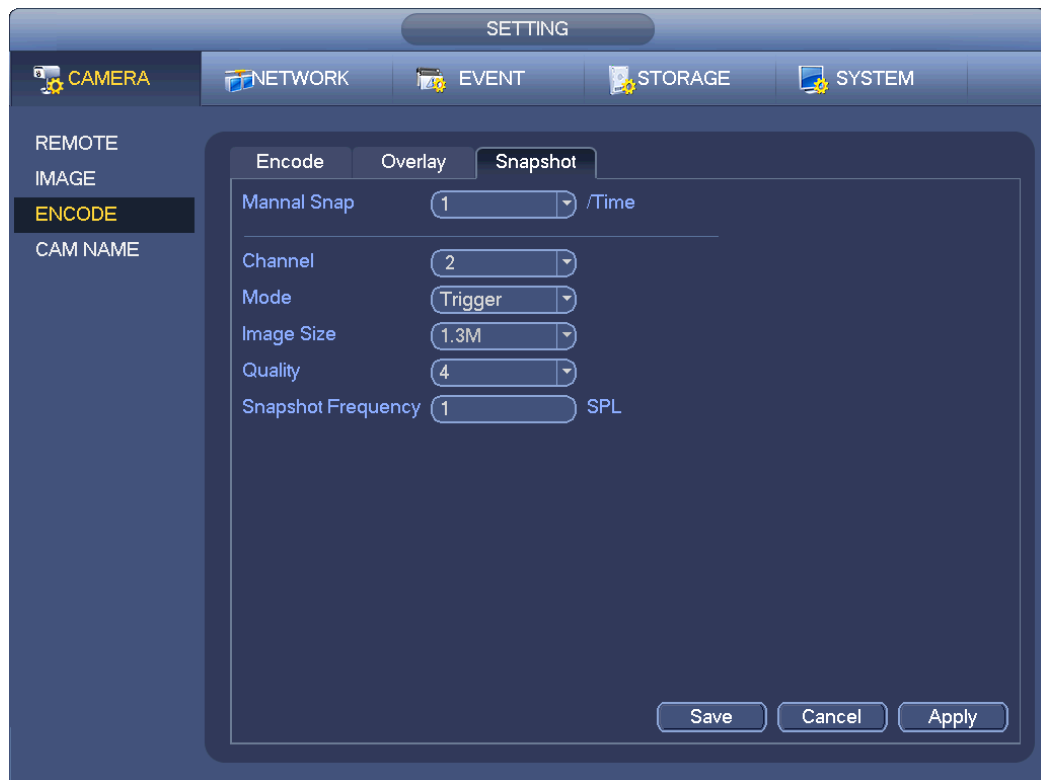 SETTING
CAMERA NETWORK EVENT STORAGE SYSTEM
REMOTE
IMAGE
ENCODE
CAM NAME
Encode Overlay Snapshot
Mannal Snap 1 /Time
Channel 2
Mode Trigger
Image Size 1.3M
Quality 4
Snapshot Frequency 1 SPL
Save Cancel Apply